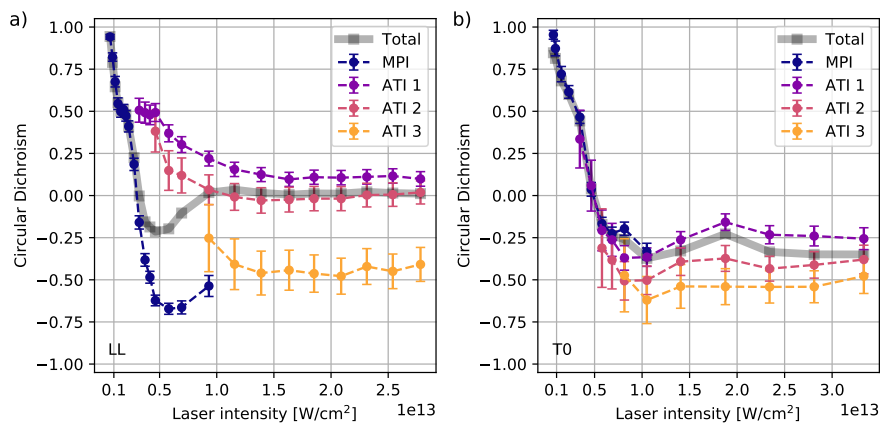 a)
1.00
0.75
0.50
0.25
0.00
−0.25
−0.50
−0.75
−1.00
Circular Dichroism
Total
MPI
ATI 1
ATI 2
ATI 3
LL
0.1 0.5 1.0 1.5 2.0 2.5
Laser intensity [W/cm²] 1e13
b)
1.00
0.75
0.50
0.25
0.00
−0.25
−0.50
−0.75
−1.00
Circular Dichroism
Total
MPI
ATI 1
ATI 2
ATI 3
T0
0.1 0.5 1.0 1.5 2.0 2.5 3.0
Laser intensity [W/cm²] 1e13